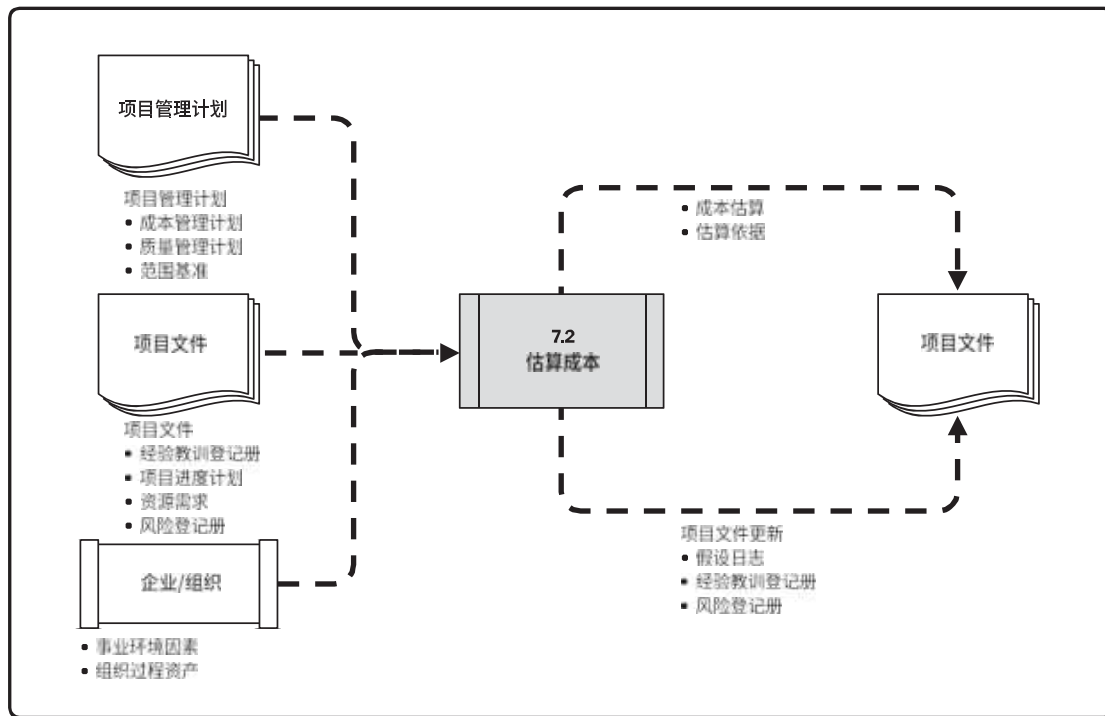 项目管理计划
项目管理计划
• 成本管理计划
• 质量管理计划
• 范围基准
项目文件
项目文件
• 经验教训登记册
• 项目进度计划
• 资源需求
• 风险登记册
企业/组织
• 事业环境因素
• 组织过程资产
7.2
估算成本
• 成本估算
• 估算依据
项目文件
项目文件更新
• 假设日志
• 经验教训登记册
• 风险登记册